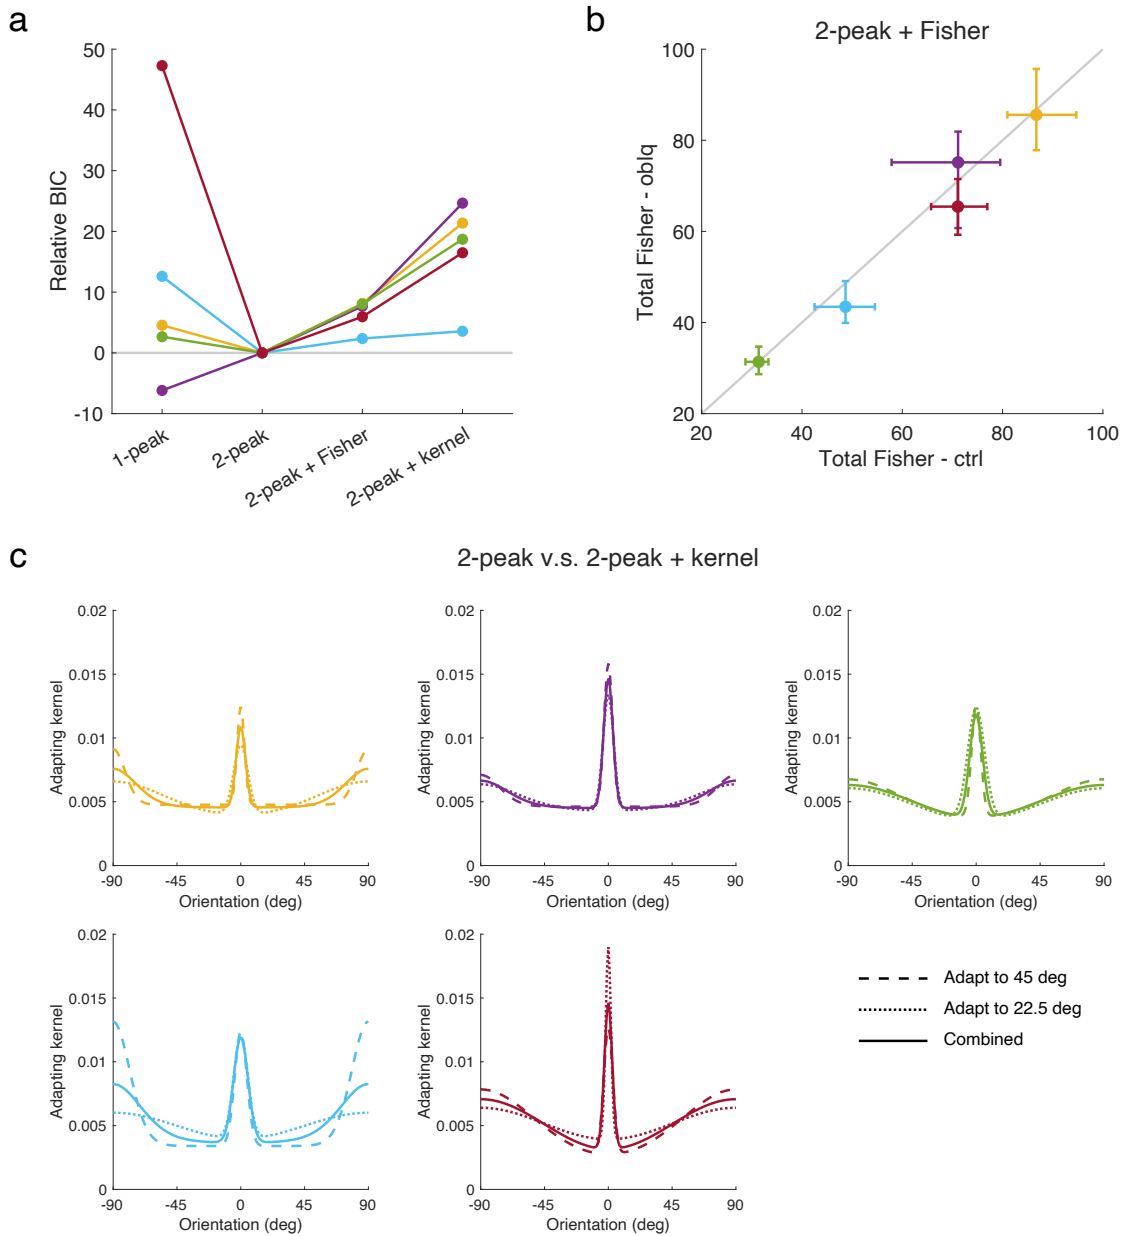 a
50
40
30
20
10
0
-10
Relative BIC
1-peak
2-peak
2-peak + Fisher
2-peak + kernel
b
2-peak + Fisher
100
80
60
40
20
Total Fisher - oblq
20 40 60 80 100
Total Fisher - ctrl
c
2-peak v.s. 2-peak + kernel
0.02
0.015
0.01
0.005
0
Adapting kernel
-90 -45 0 45 90
Orientation (deg)
0.02
0.015
0.01
0.005
0
Adapting kernel
-90 -45 0 45 90
Orientation (deg)
0.02
0.015
0.01
0.005
0
Adapting kernel
-90 -45 0 45 90
Orientation (deg)
0.02
0.015
0.01
0.005
0
Adapting kernel
-90 -45 0 45 90
Orientation (deg)
0.02
0.015
0.01
0.005
0
Adapting kernel
-90 -45 0 45 90
Orientation (deg)
Adapt to 45 deg
Adapt to 22.5 deg
Combined